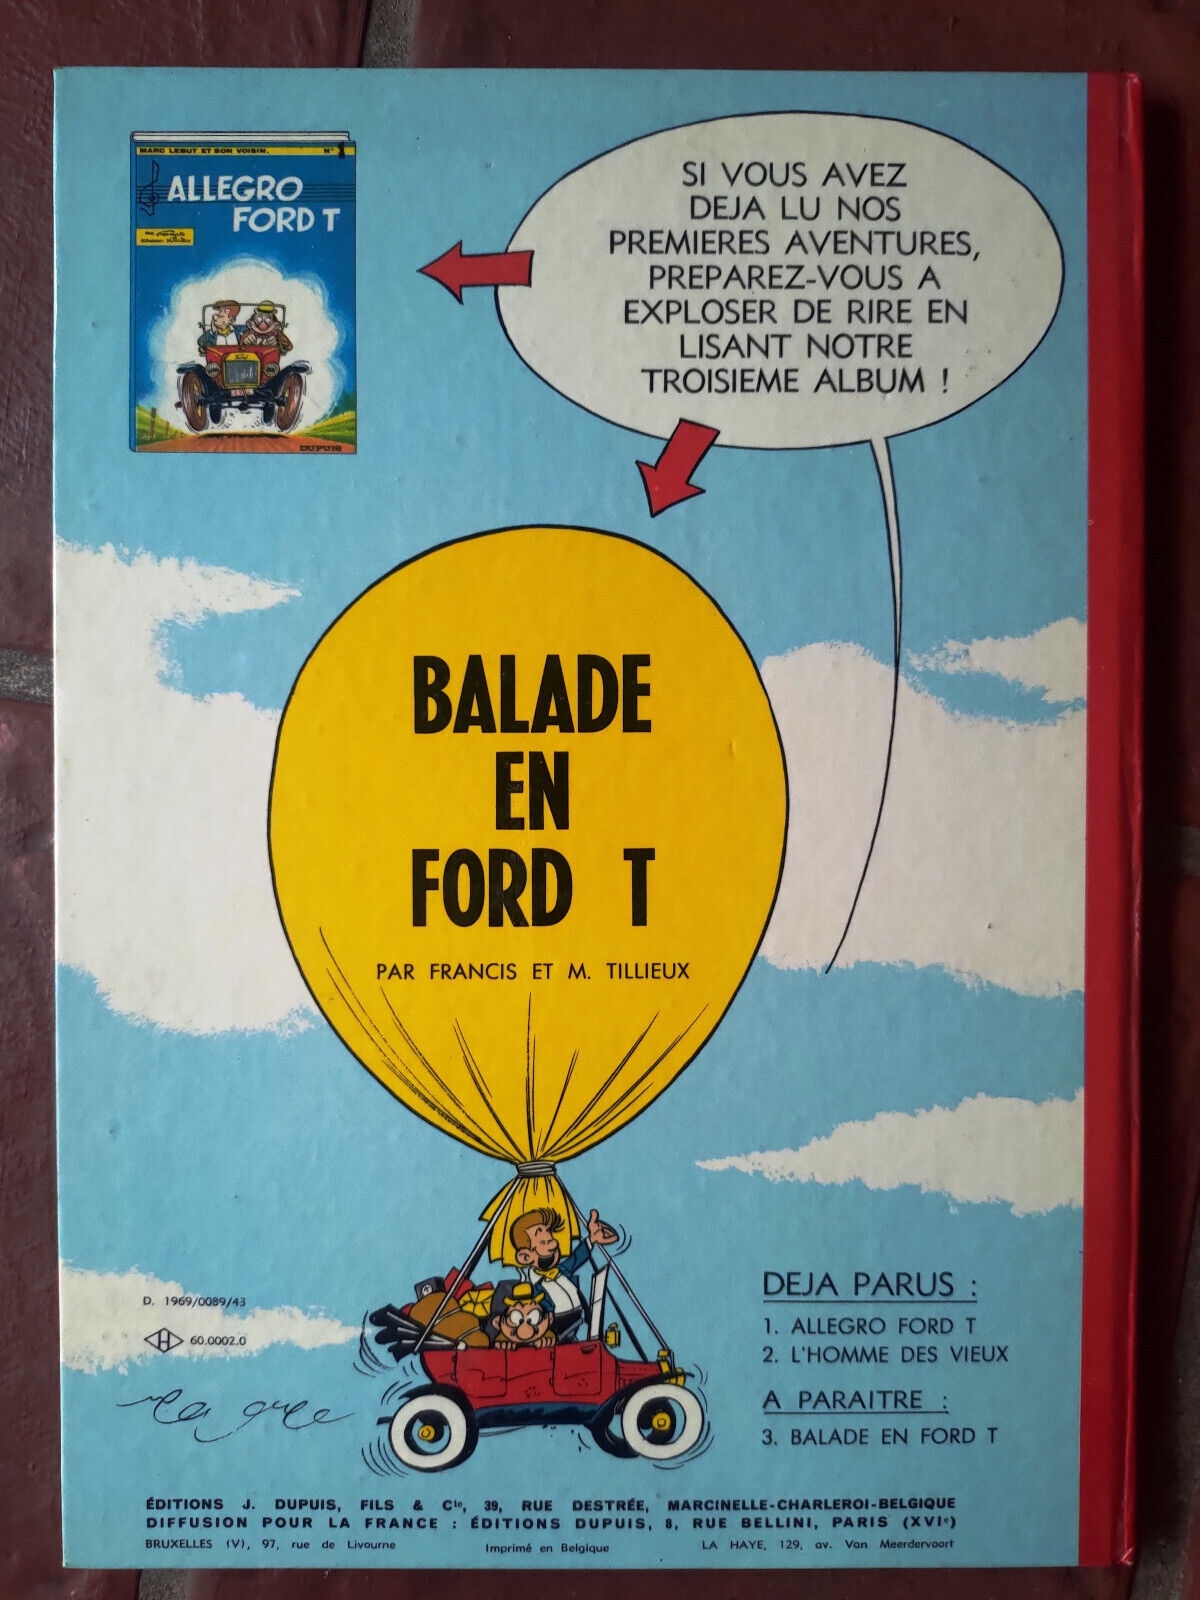 MARC LEBUT ET SON VOISIN. N° 1
ALLEGRO
FORD T
DUPUIS
SI VOUS AVEZ
DEJA LU NOS
PREMIERES AVENTURES,
PREPAREZ-VOUS A
EXPLOSER DE RIRE EN
LISANT NOTRE
TROISIEME ALBUM !
BALADE
EN
FORD T
PAR FRANCIS ET M. TILLIEUX
D. 1969/0089/43
H 60.0002.0
DEJA PARUS :
1. ALLEGRO FORD T
2. L'HOMME DES VIEUX
A PARAITRE :
3. BALADE EN FORD T
ÉDITIONS J. DUPUIS, FILS & Cie, 39, RUE DESTRÉE, MARCINELLE-CHARLEROI-BELGIQUE
DIFFUSION POUR LA FRANCE : ÉDITIONS DUPUIS, 8, RUE BELLINI, PARIS (XVIe)
BRUXELLES (V), 97, rue de Livourne Imprimé en Belgique LA HAYE, 129, av. Van Meerdervoort